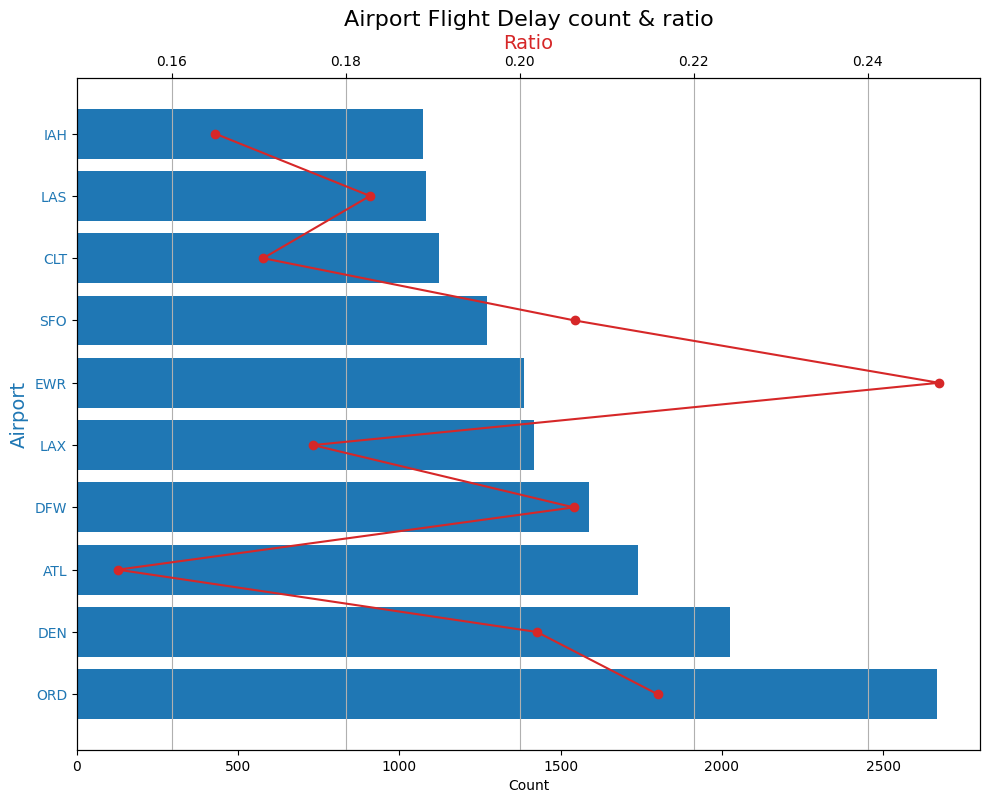 Airport Flight Delay count & ratio
Ratio
0.16 0.18 0.20 0.22 0.24
IAH
LAS
CLT
SFO
EWR
LAX
DFW
ATL
DEN
ORD
Airport
0 500 1000 1500 2000 2500
Count